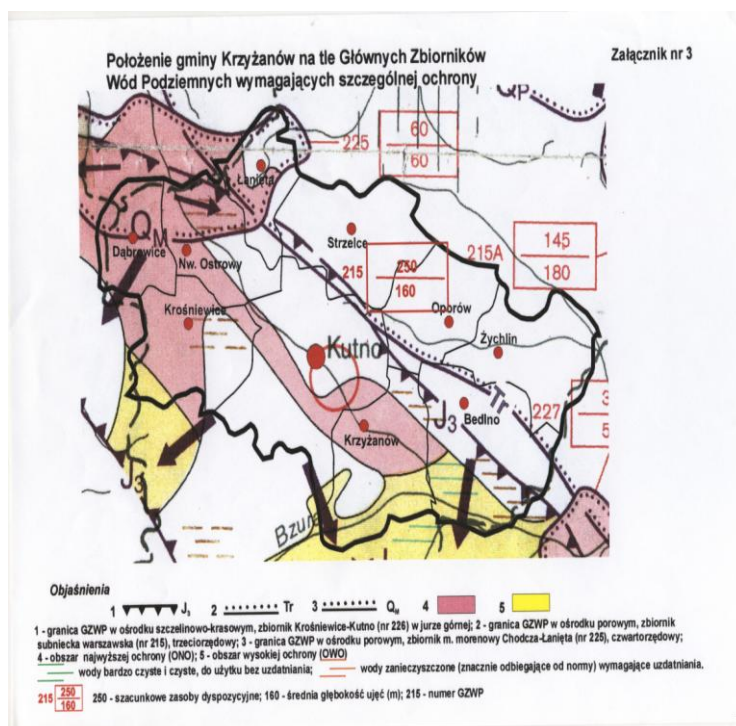 Położenie gminy Krzyżanów na tle Głównych Zbiorników
Wód Podziemnych wymagających szczególnej ochrony
Załącznik nr 3
QP
225
60
60
Łanięta
QM
Dąbrowice
Nw. Ostrowy
Strzelce
215
250
160
215A
145
180
Krośniewice
Oporów
Żychlin
Kutno
Tr
J3
Bedlno
227
3
5
Krzyżanów
J3
Bzura
Objaśnienia
1 J3 2 Tr 3 QM 4 5
1 - granica GZWP w ośrodku szczelinowo-krasowym, zbiornik Krośniewice-Kutno (nr 226) w jurze górnej; 2 - granica GZWP w ośrodku porowym, zbiornik
subniecka warszawska (nr 215), trzeciorzędowy; 3 - granica GZWP w ośrodku porowym, zbiornik m. morenowy Chodcza-Łanięta (nr 225), czwartorzędowy;
4 - obszar najwyższej ochrony (ONO); 5 - obszar wysokiej ochrony (OWO)
wody bardzo czyste i czyste, do użytku bez uzdatniania; wody zanieczyszczone (znacznie odbiegające od normy) wymagające uzdatniania.
215 250 160 250 - szacunkowe zasoby dyspozycyjne; 160 - średnia głębokość ujęć (m); 215 - numer GZWP